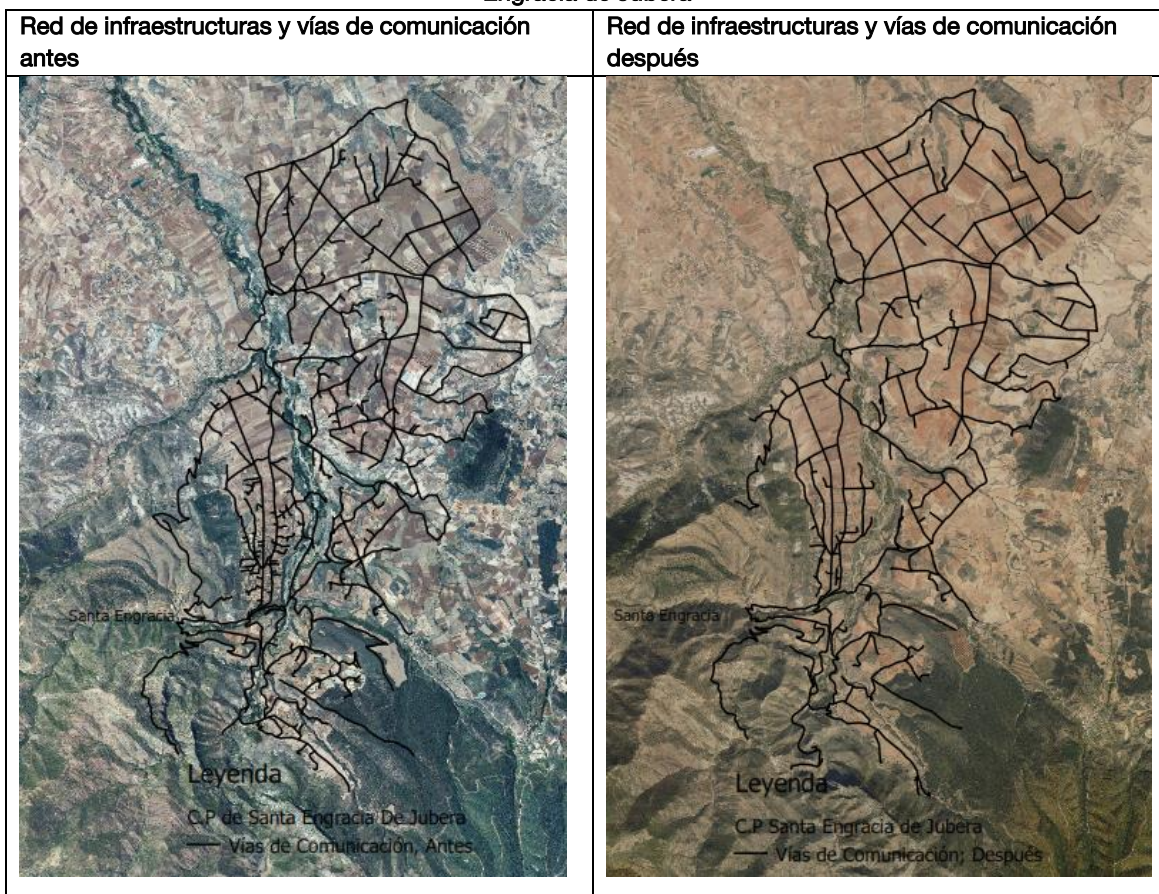 Engracia de Jubera
Red de infraestructuras y vías de comunicación
antes
Red de infraestructuras y vías de comunicación
después
Santa Engracia
Leyenda
C.P de Santa Engracia De Jubera
Vías de Comunicación, Antes
Santa Engracia
Leyenda
C.P Santa Engracia de Jubera
Vías de Comunicación; Después